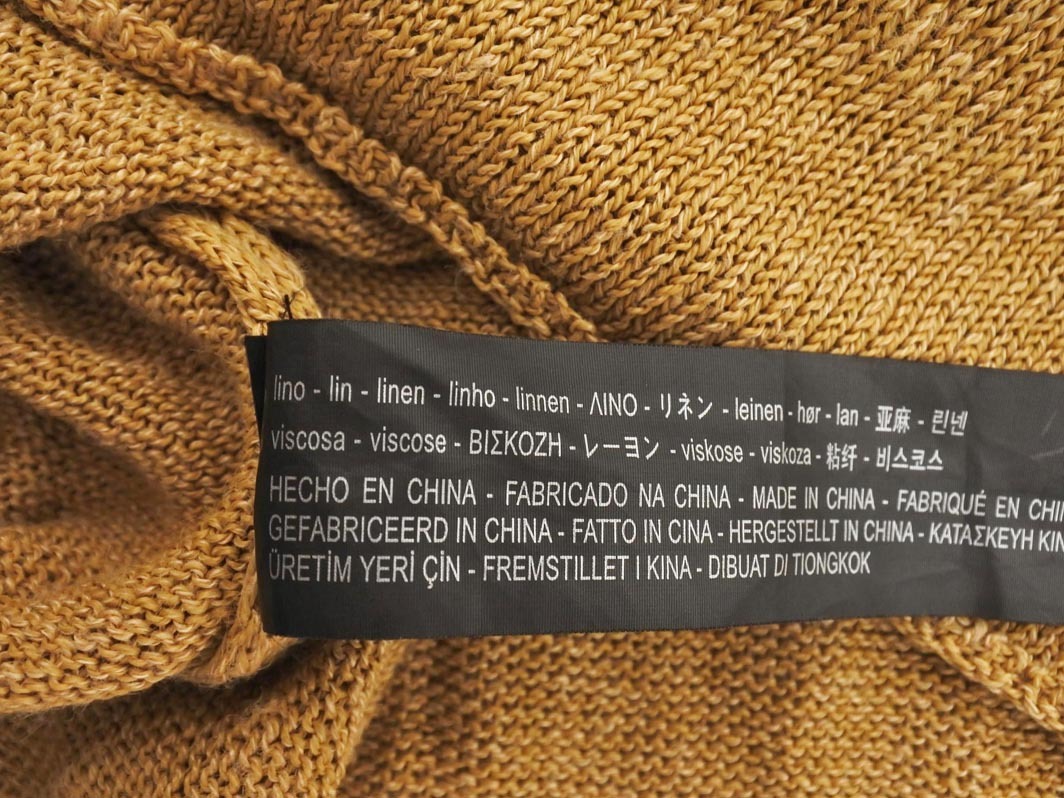 lino - lin - linen - linho - linnen - ΛΙΝΟ - リネン - leinen - hør - lan - 亚麻 - 린넨
viscosa - viscose - ΒΙΣΚΟΖΗ - レーヨン - viskose - viskoza - 粘纤 - 비스코스
HECHO EN CHINA - FABRICADO NA CHINA - MADE IN CHINA - FABRIQUÉ EN
GEFABRICEERD IN CHINA - FATTO IN CINA - HERGESTELLT IN CHINA - ΚΑΤΑΣΚΕΥΗ
ÜRETİM YERİ ÇİN - FREMSTILLET I KINA - DIBUAT DI TIONGKOK